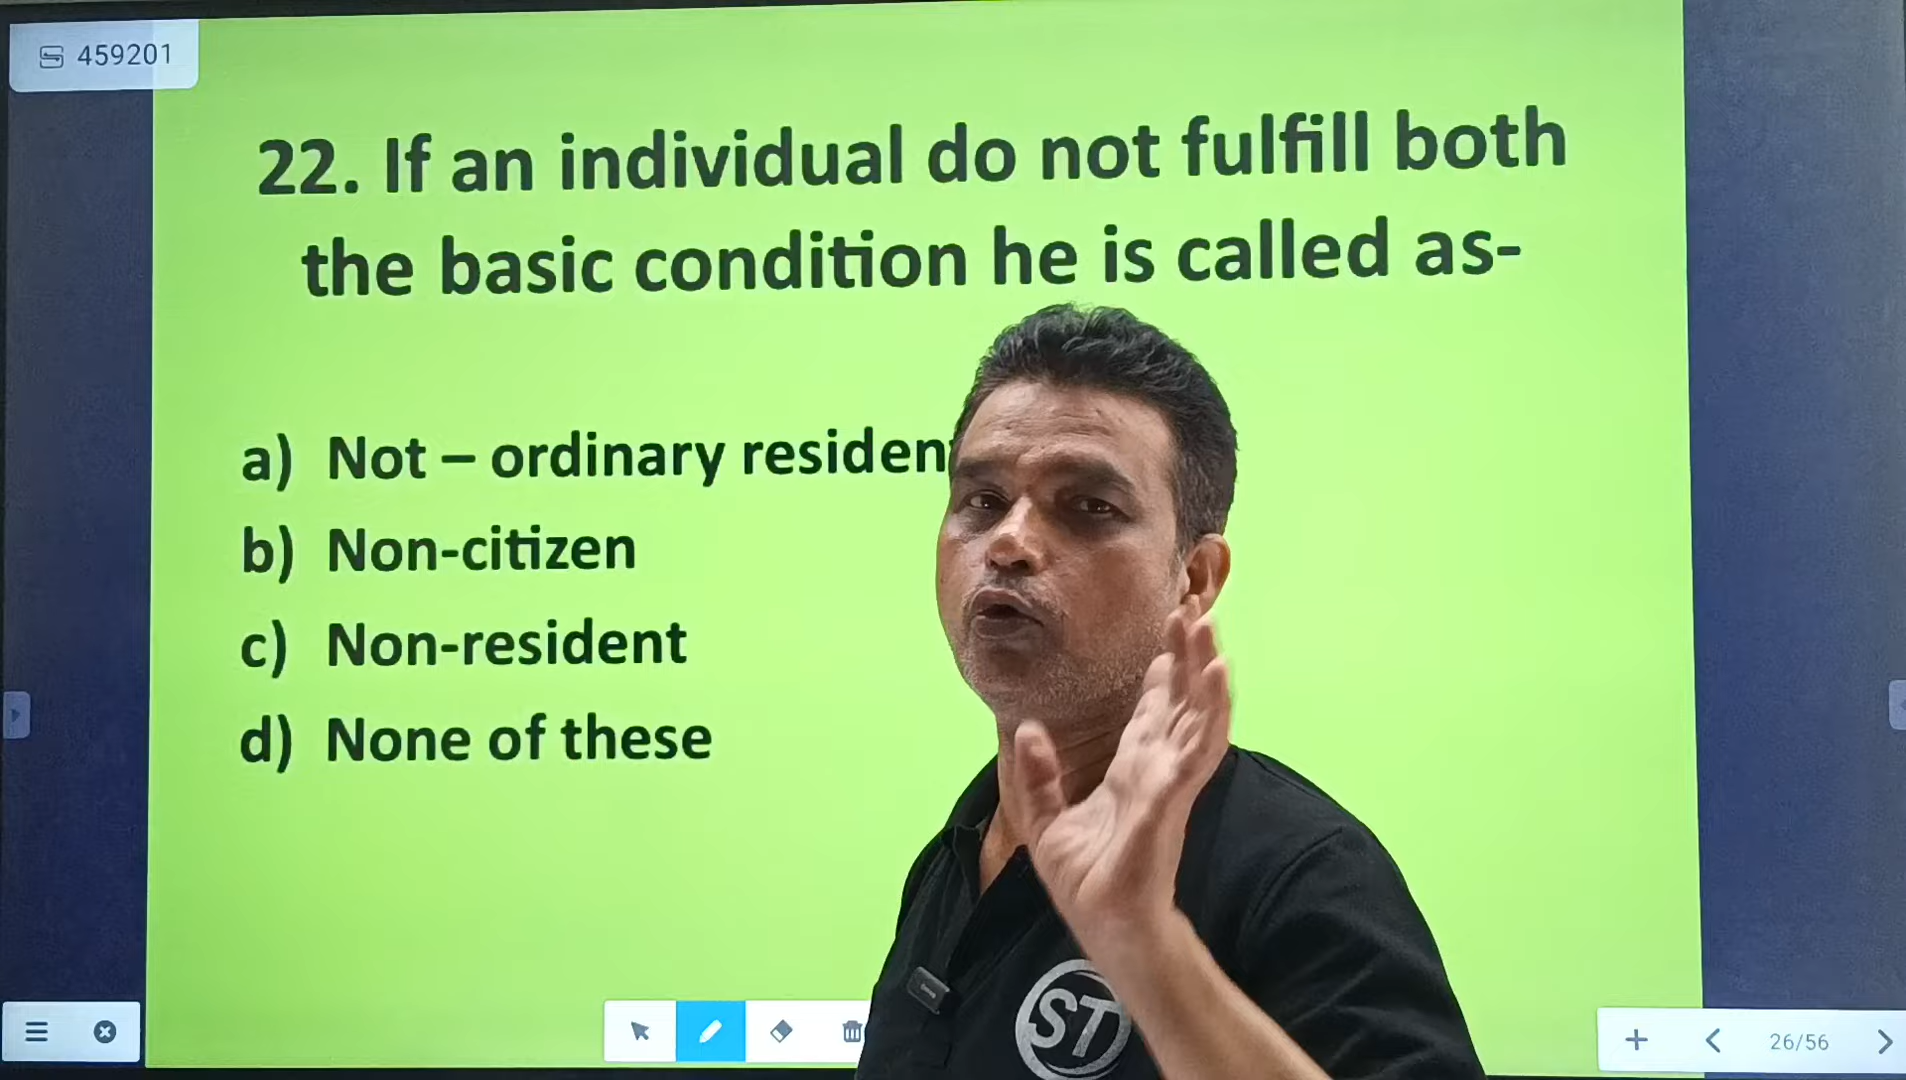 459201
22. If an individual do not fulfill both
the basic condition he is called as-
a) Not – ordinary residen
b) Non-citizen
c) Non-resident
d) None of these
ST
26/56